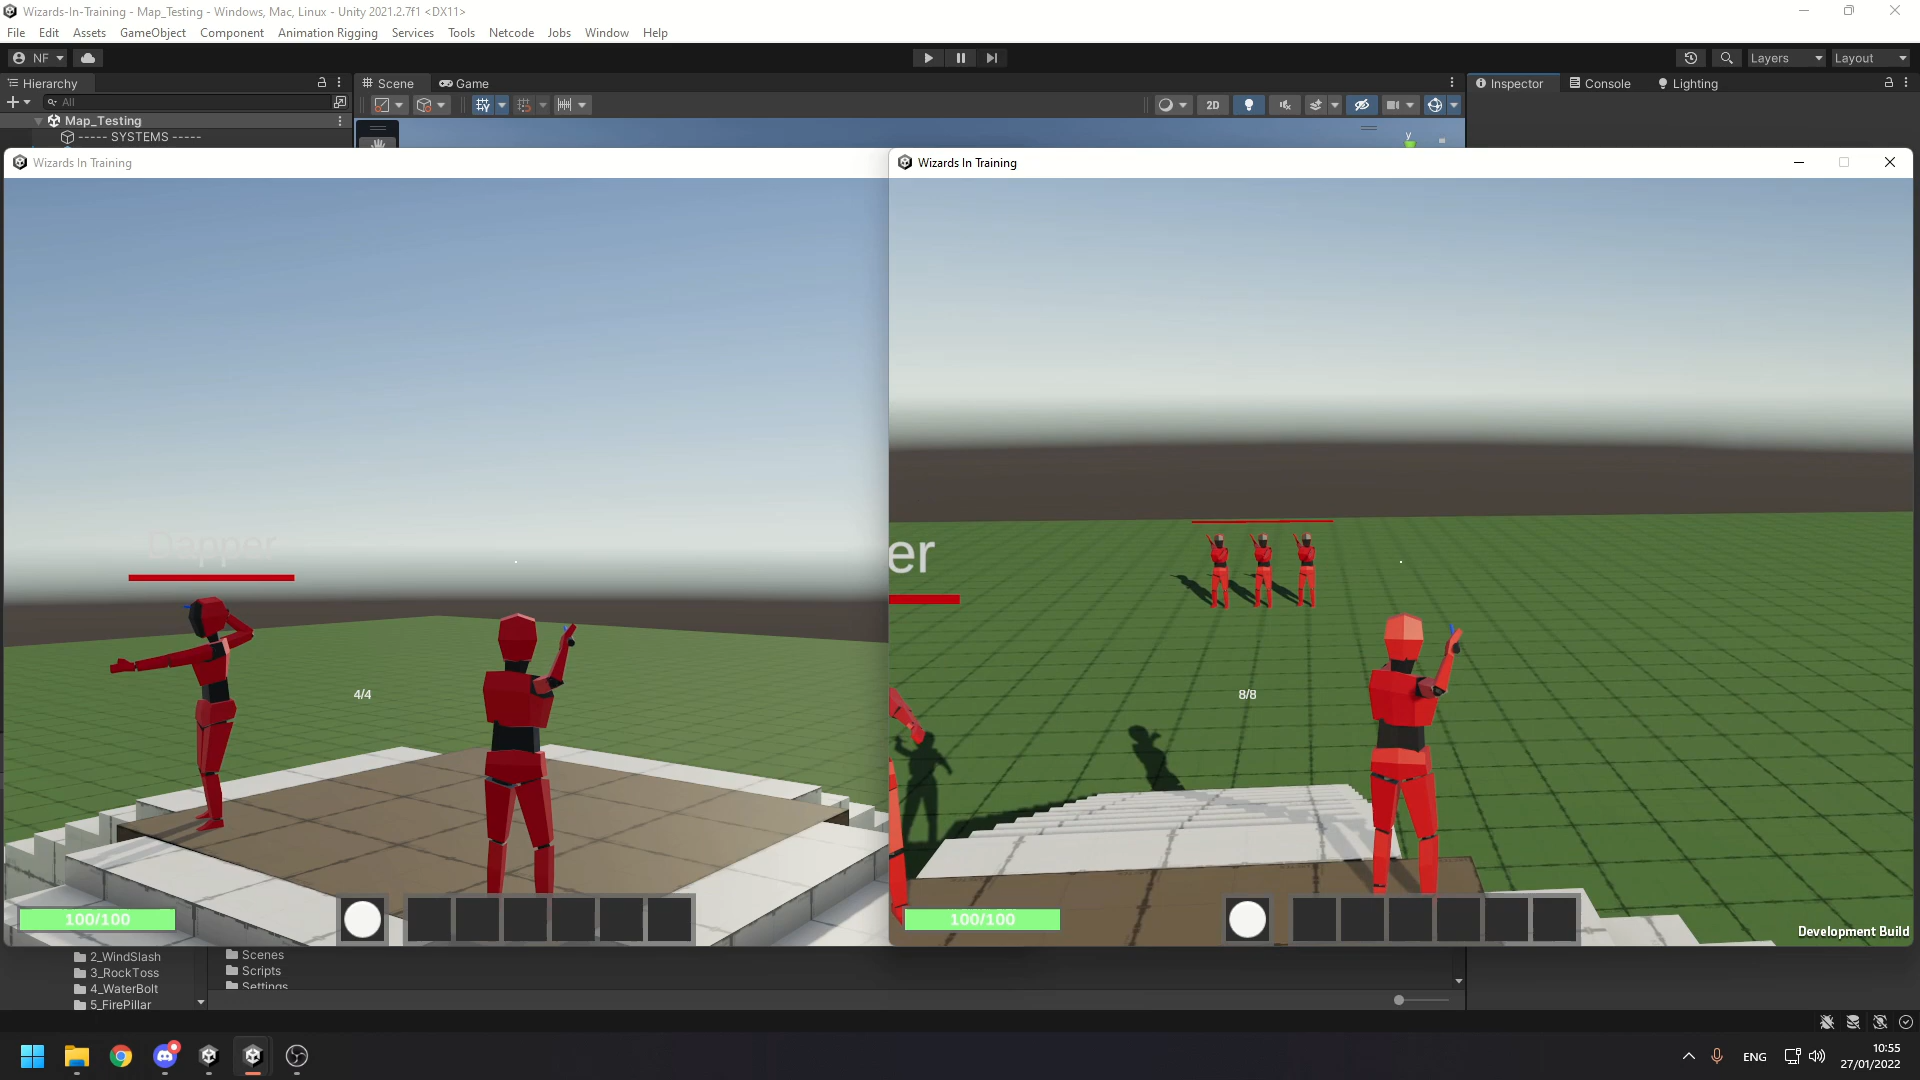 Wizards-In-Training - Map_Testing - Windows, Mac, Linux - Unity 2021.2.7f1 <DX11>
File Edit Assets GameObject Component Animation Rigging Services Tools Netcode Jobs Window Help
NF Layers Layout
Hierarchy Scene Game Inspector Console Lighting
All 2D
Map_Testing
----- SYSTEMS -----
y
Wizards In Training
Wizards In Training
Dapper
er
4/4
8/8
100/100
100/100
Development Build
2_WindSlash
3_RockToss
4_WaterBolt
5_FirePillar
Scenes
Scripts
Settings
ENG
10:55
27/01/2022